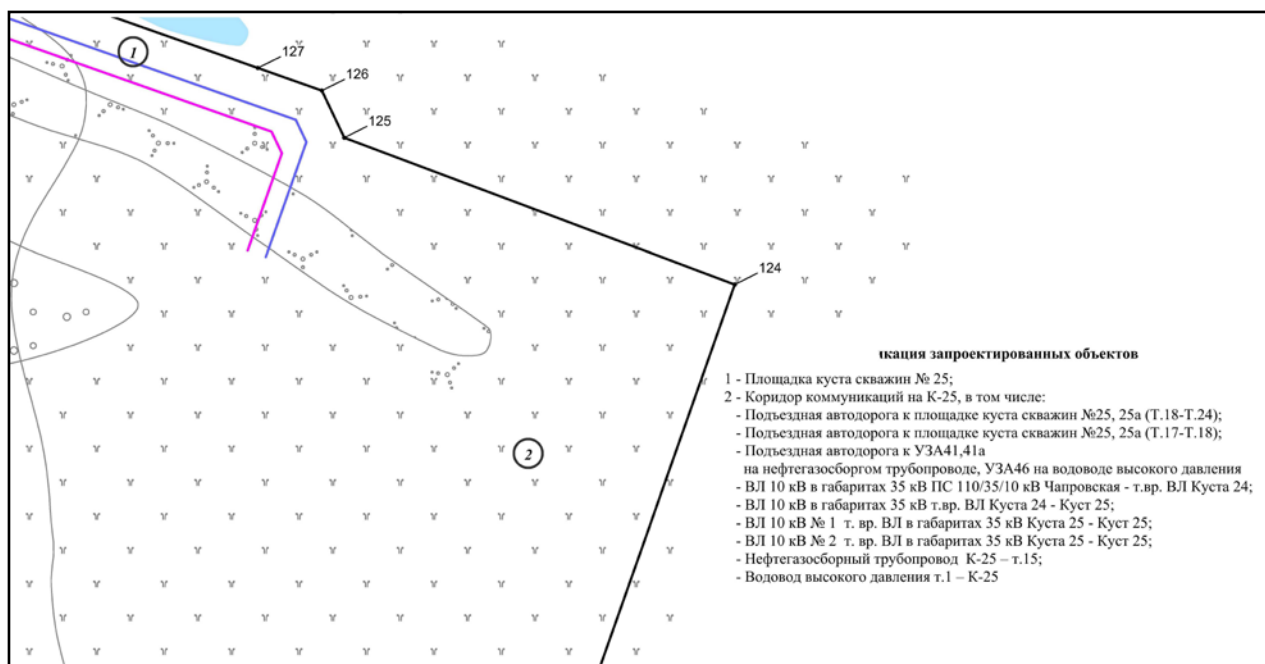 1
127
126
125
124
2
икация запроектированных объектов
1 - Площадка куста скважин № 25;
2 - Коридор коммуникаций на К-25, в том числе:
- Подъездная автодорога к площадке куста скважин №25, 25а (Т.18-Т.24);
- Подъездная автодорога к площадке куста скважин №25, 25а (Т.17-Т.18);
- Подъездная автодорога к УЗА41,41а
на нефтегазосборгом трубопроводе, УЗА46 на водоводе высокого давления
- ВЛ 10 кВ в габаритах 35 кВ ПС 110/35/10 кВ Чапровская - т.вр. ВЛ Куста 24;
- ВЛ 10 кВ в габаритах 35 кВ т.вр. ВЛ Куста 24 - Куст 25;
- ВЛ 10 кВ № 1 т. вр. ВЛ в габаритах 35 кВ Куста 25 - Куст 25;
- ВЛ 10 кВ № 2 т. вр. ВЛ в габаритах 35 кВ Куста 25 - Куст 25;
- Нефтегазосборный трубопровод К-25 – т.15;
- Водовод высокого давления т.1 – К-25